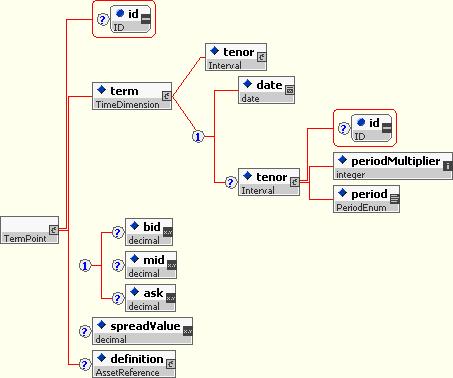 ? id
ID
term
TimeDimension
tenor
Interval
1
date
date
? tenor
Interval
? id
ID
periodMultiplier
integer
period
PeriodEnum
TermPoint
1
? bid
decimal
x.y
? mid
decimal
x.y
? ask
decimal
x.y
? spreadValue
decimal
x.y
? definition
AssetReference